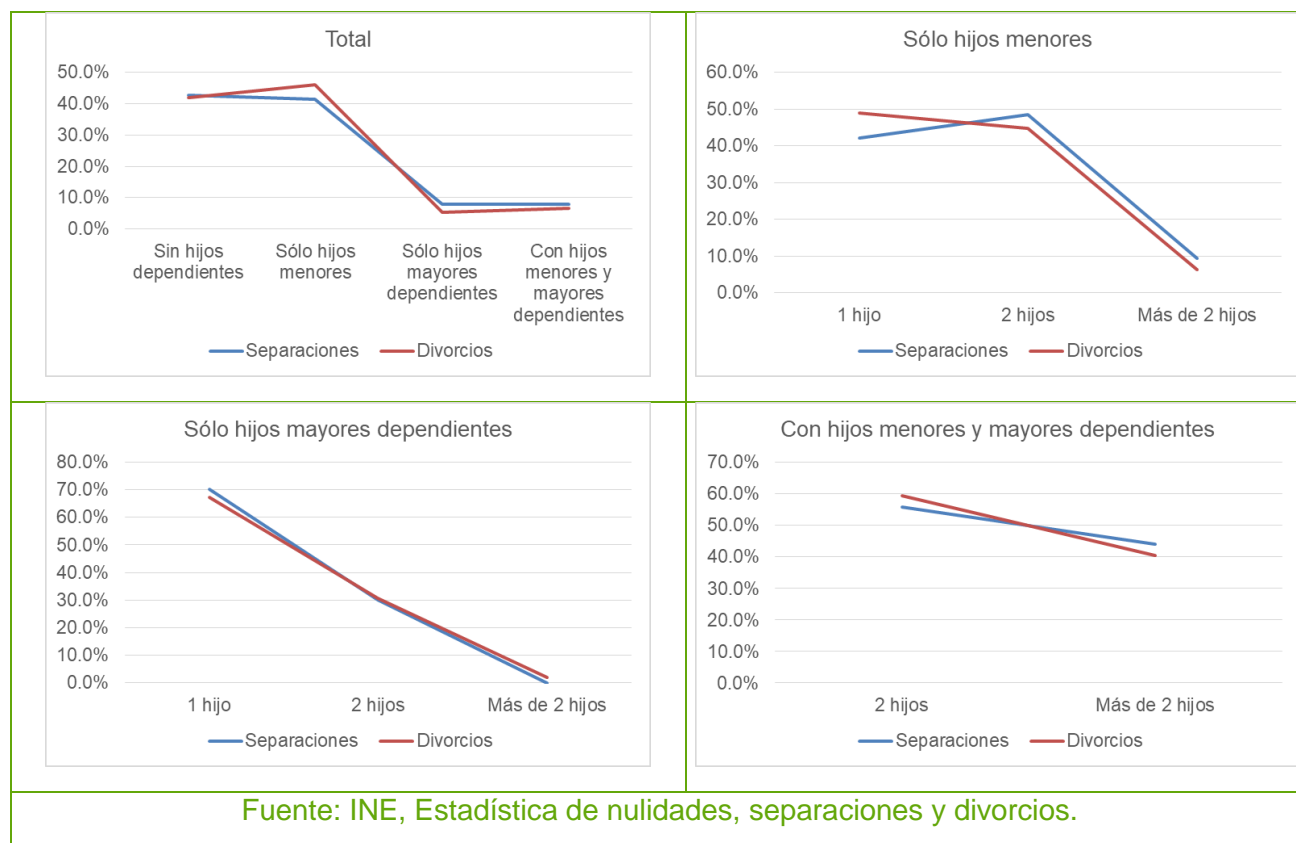 Total
50.0%
40.0%
30.0%
20.0%
10.0%
0.0%
Sin hijos
dependientes
Sólo hijos
menores
Sólo hijos
mayores
dependientes
Con hijos
menores y
mayores
dependientes
Separaciones
Divorcios
Sólo hijos menores
60.0%
50.0%
40.0%
30.0%
20.0%
10.0%
0.0%
1 hijo
2 hijos
Más de 2 hijos
Separaciones
Divorcios
Sólo hijos mayores dependientes
80.0%
70.0%
60.0%
50.0%
40.0%
30.0%
20.0%
10.0%
0.0%
1 hijo
2 hijos
Más de 2 hijos
Separaciones
Divorcios
Con hijos menores y mayores dependientes
70.0%
60.0%
50.0%
40.0%
30.0%
20.0%
10.0%
0.0%
2 hijos
Más de 2 hijos
Separaciones
Divorcios
Fuente: INE, Estadística de nulidades, separaciones y divorcios.